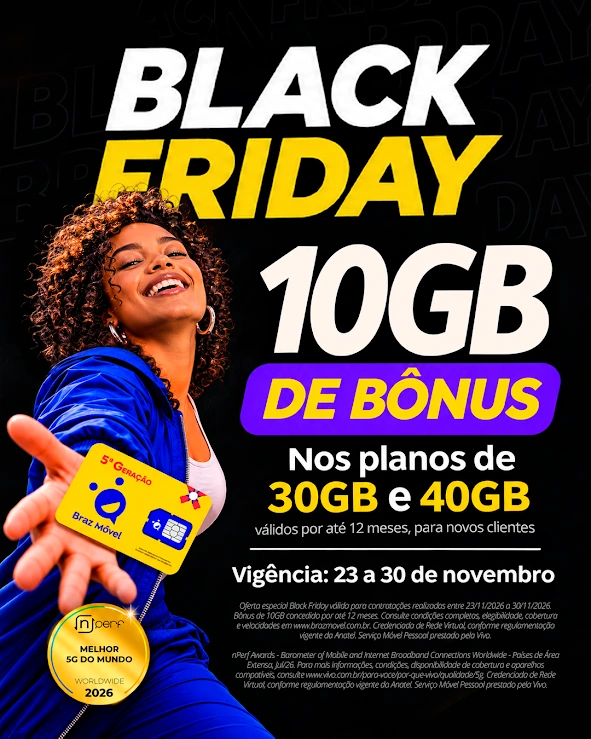 BLACK
FRIDAY
10GB
DE BÔNUS
Nos planos de
30GB e 40GB
válidos por até 12 meses, para novos clientes
Vigência: 23 a 30 de novembro
Oferta especial Black Friday válida para contratações realizadas entre 23/11/2026 a 30/11/2026.
Bônus de 10GB concedido por até 12 meses. Consulte condições completas, elegibilidade, cobertura
e velocidades em www.brazmovel.com.br. Credenciada de Rede Virtual, conforme regulamentação
vigente da Anatel. Serviço Móvel Pessoal prestado pela Vivo.
nPerf Awards - Barometer of Mobile and Internet Broadband Connections Worldwide - Países de Área
Extensa, Jul/26. Para mais informações, condições, disponibilidade de cobertura e aparelhos
compatíveis, consulte www.vivo.com.br/para-voce/por-que-vivo/qualidade/5g. Credenciada de Rede
Virtual, conforme regulamentação vigente da Anatel. Serviço Móvel Pessoal prestado pela Vivo.
5ª GERAÇÃO
Braz Móvel
nperf
MELHOR
5G DO MUNDO
WORLDWIDE
2026